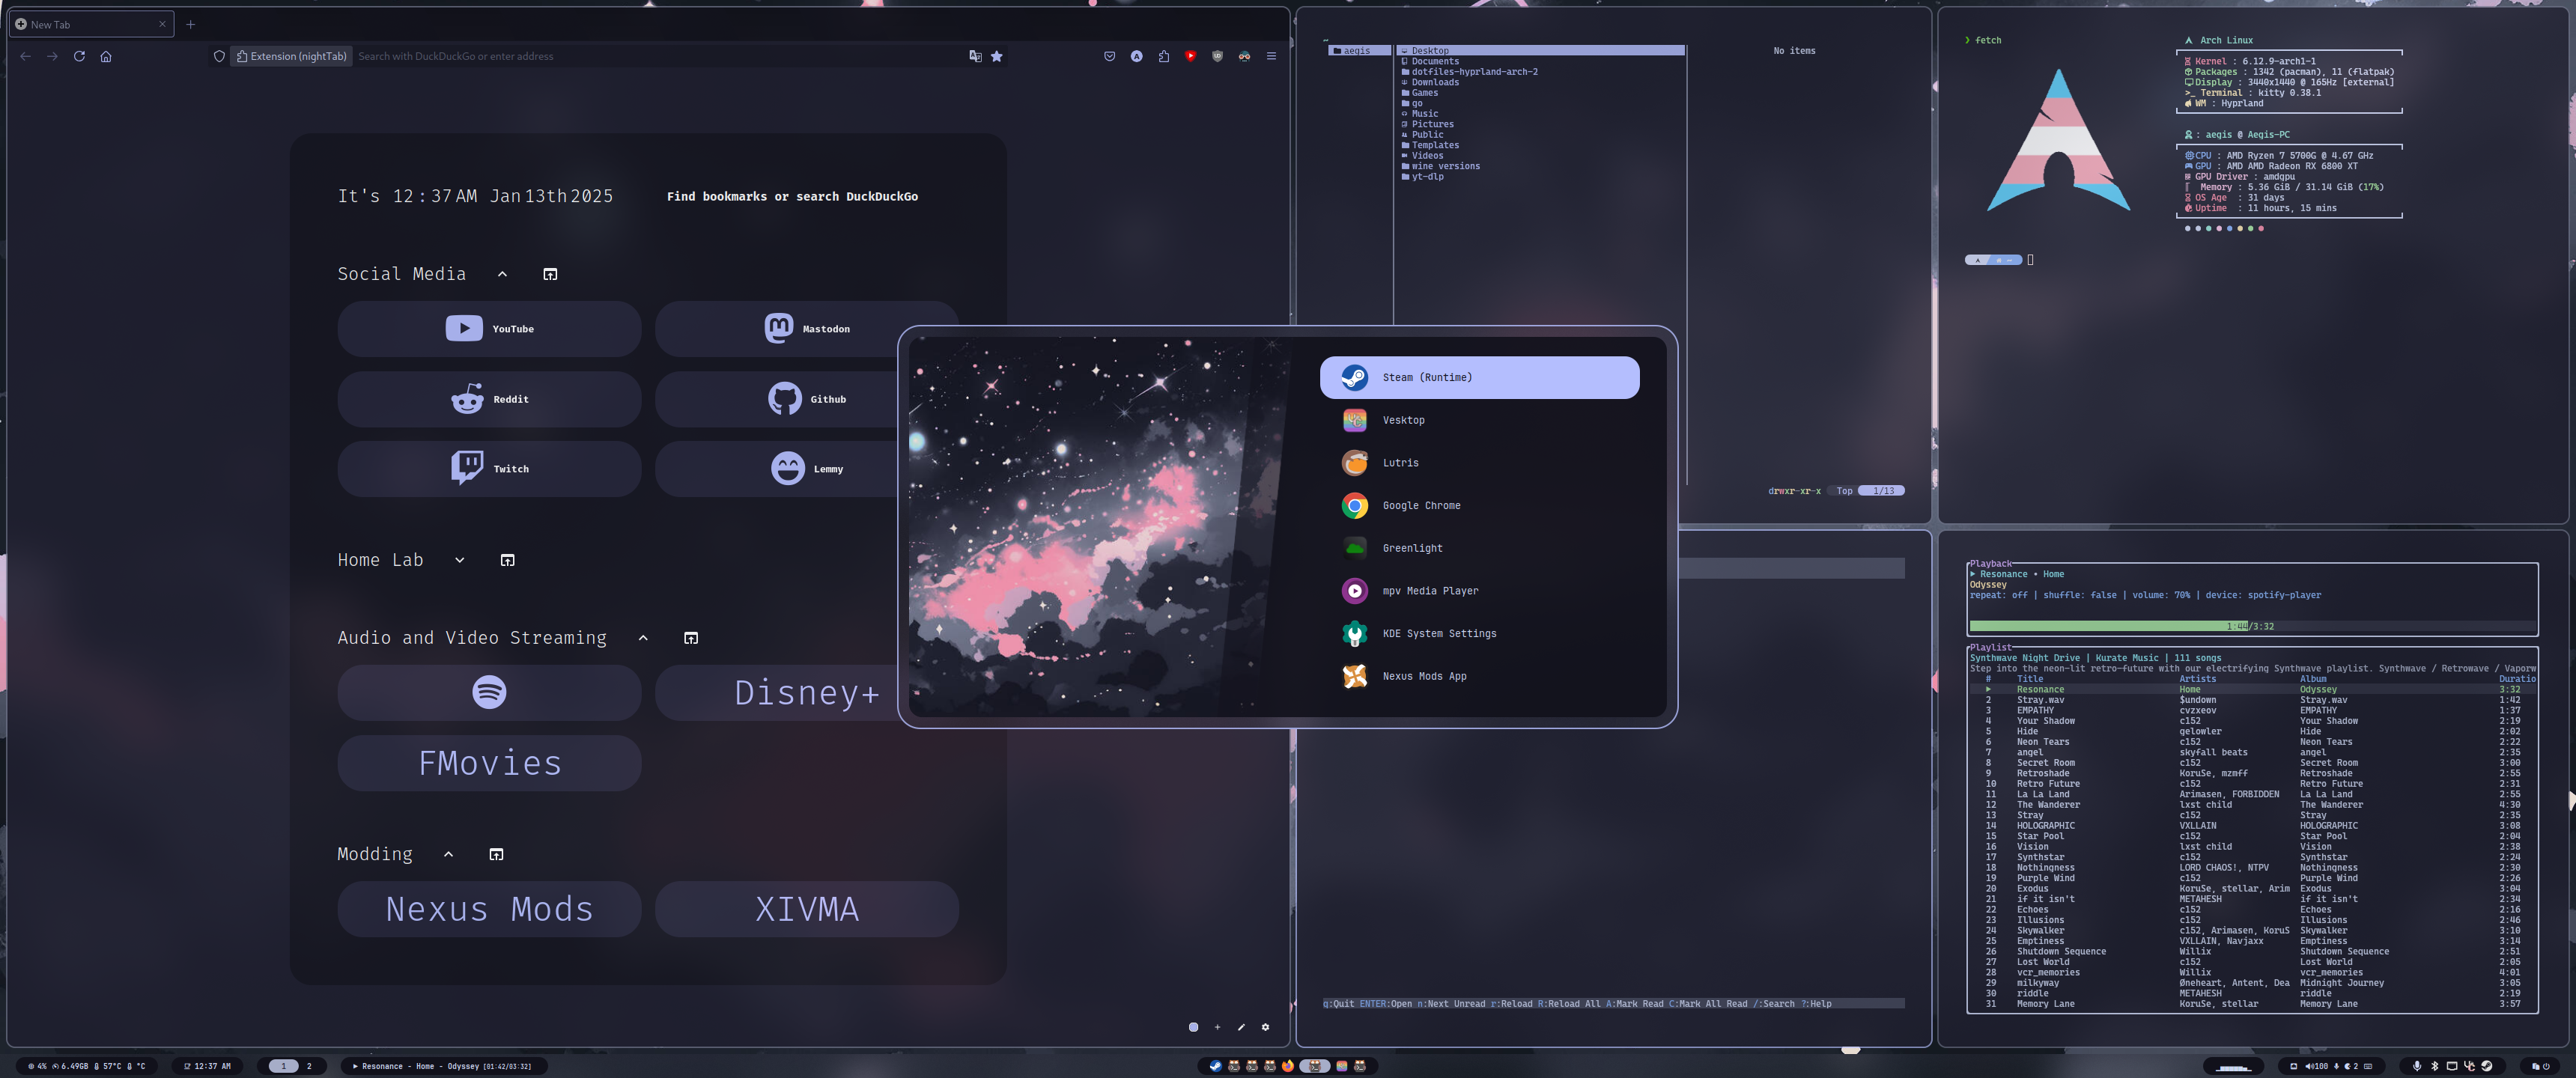 New Tab
Extension (nightTab)
Search with DuckDuckGo or enter address
It's 12:37 AM Jan 13th 2025
Find bookmarks or search DuckDuckGo
Social Media
YouTube
Mastodon
Reddit
Github
Twitch
Lemmy
Home Lab
Audio and Video Streaming
Disney+
FMovies
Modding
Nexus Mods
XIVMA
~
aegis
Desktop
Documents
dotfiles-hyprland-arch-2
Downloads
Games
go
Music
Pictures
Public
Templates
Videos
wine versions
yt-dlp
No items
drwxr-xr-x Top 1/13
Steam (Runtime)
Vesktop
Lutris
Google Chrome
Greenlight
mpv Media Player
KDE System Settings
Nexus Mods App
q:Quit ENTER:Open n:Next Unread r:Reload R:Reload All A:Mark Read C:Mark All Read /:Search ?:Help
❯ fetch
Arch Linux
Kernel : 6.12.9-arch1-1
Packages : 1342 (pacman), 11 (flatpak)
Display : 3440x1440 @ 165Hz [external]
>_ Terminal : kitty 0.38.1
WM : Hyprland
: aegis @ Aegis-PC
CPU : AMD Ryzen 7 5700G @ 4.67 GHz
GPU : AMD AMD Radeon RX 6800 XT
GPU Driver : amdgpu
Memory : 5.36 GiB / 31.14 GiB (17%)
OS Age : 31 days
Uptime : 11 hours, 15 mins
Playback
▶ Resonance • Home
Odyssey
repeat: off | shuffle: false | volume: 70% | device: spotify-player
1:44/3:32
Playlist
Synthwave Night Drive | Kurate Music | 111 songs
Step into the neon-lit retro-future with our electrifying Synthwave playlist. Synthwave / Retrowave / Vaporw
# Title Artists Album Duratio
▶ Resonance Home Odyssey 3:32
2 Stray.wav $undown Stray.wav 1:42
3 EMPATHY cvzxeov EMPATHY 1:37
4 Your Shadow c152 Your Shadow 2:19
5 Hide qelowler Hide 2:02
6 Neon Tears c152 Neon Tears 2:22
7 angel skyfall beats angel 2:35
8 Secret Room c152 Secret Room 3:00
9 Retroshade KoruSe, mzmff Retroshade 2:55
10 Retro Future c152 Retro Future 2:31
11 La La Land Arimasen, FORBIDDEN La La Land 2:55
12 The Wanderer lxst child The Wanderer 4:30
13 Stray c152 Stray 2:35
14 HOLOGRAPHIC VXLLAIN HOLOGRAPHIC 3:08
15 Star Pool c152 Star Pool 2:04
16 Vision lxst child Vision 2:38
17 Synthstar c152 Synthstar 2:24
18 Nothingness LORD CHAOS!, NTPV Nothingness 2:30
19 Purple Wind c152 Purple Wind 2:26
20 Exodus KoruSe, stellar, Arim Exodus 3:04
21 if it isn't METAHESH if it isn't 2:34
22 Echoes c152 Echoes 2:16
23 Illusions c152 Illusions 2:46
24 Skywalker c152, Arimasen, KoruS Skywalker 3:10
25 Emptiness VXLLAIN, Navjaxx Emptiness 3:14
26 Shutdown Sequence Willix Shutdown Sequence 2:51
27 Lost World c152 Lost World 2:05
28 vcr_memories Willix vcr_memories 4:01
29 milkyway Øneheart, Antent, Dea Midnight Journey 3:05
30 riddle METAHESH riddle 2:19
31 Memory Lane KoruSe, stellar Memory Lane 3:57
4% 6.49GB 57°C °C
12:37 AM
1 2
▶ Resonance - Home - Odyssey [01:42/03:32]
100 2